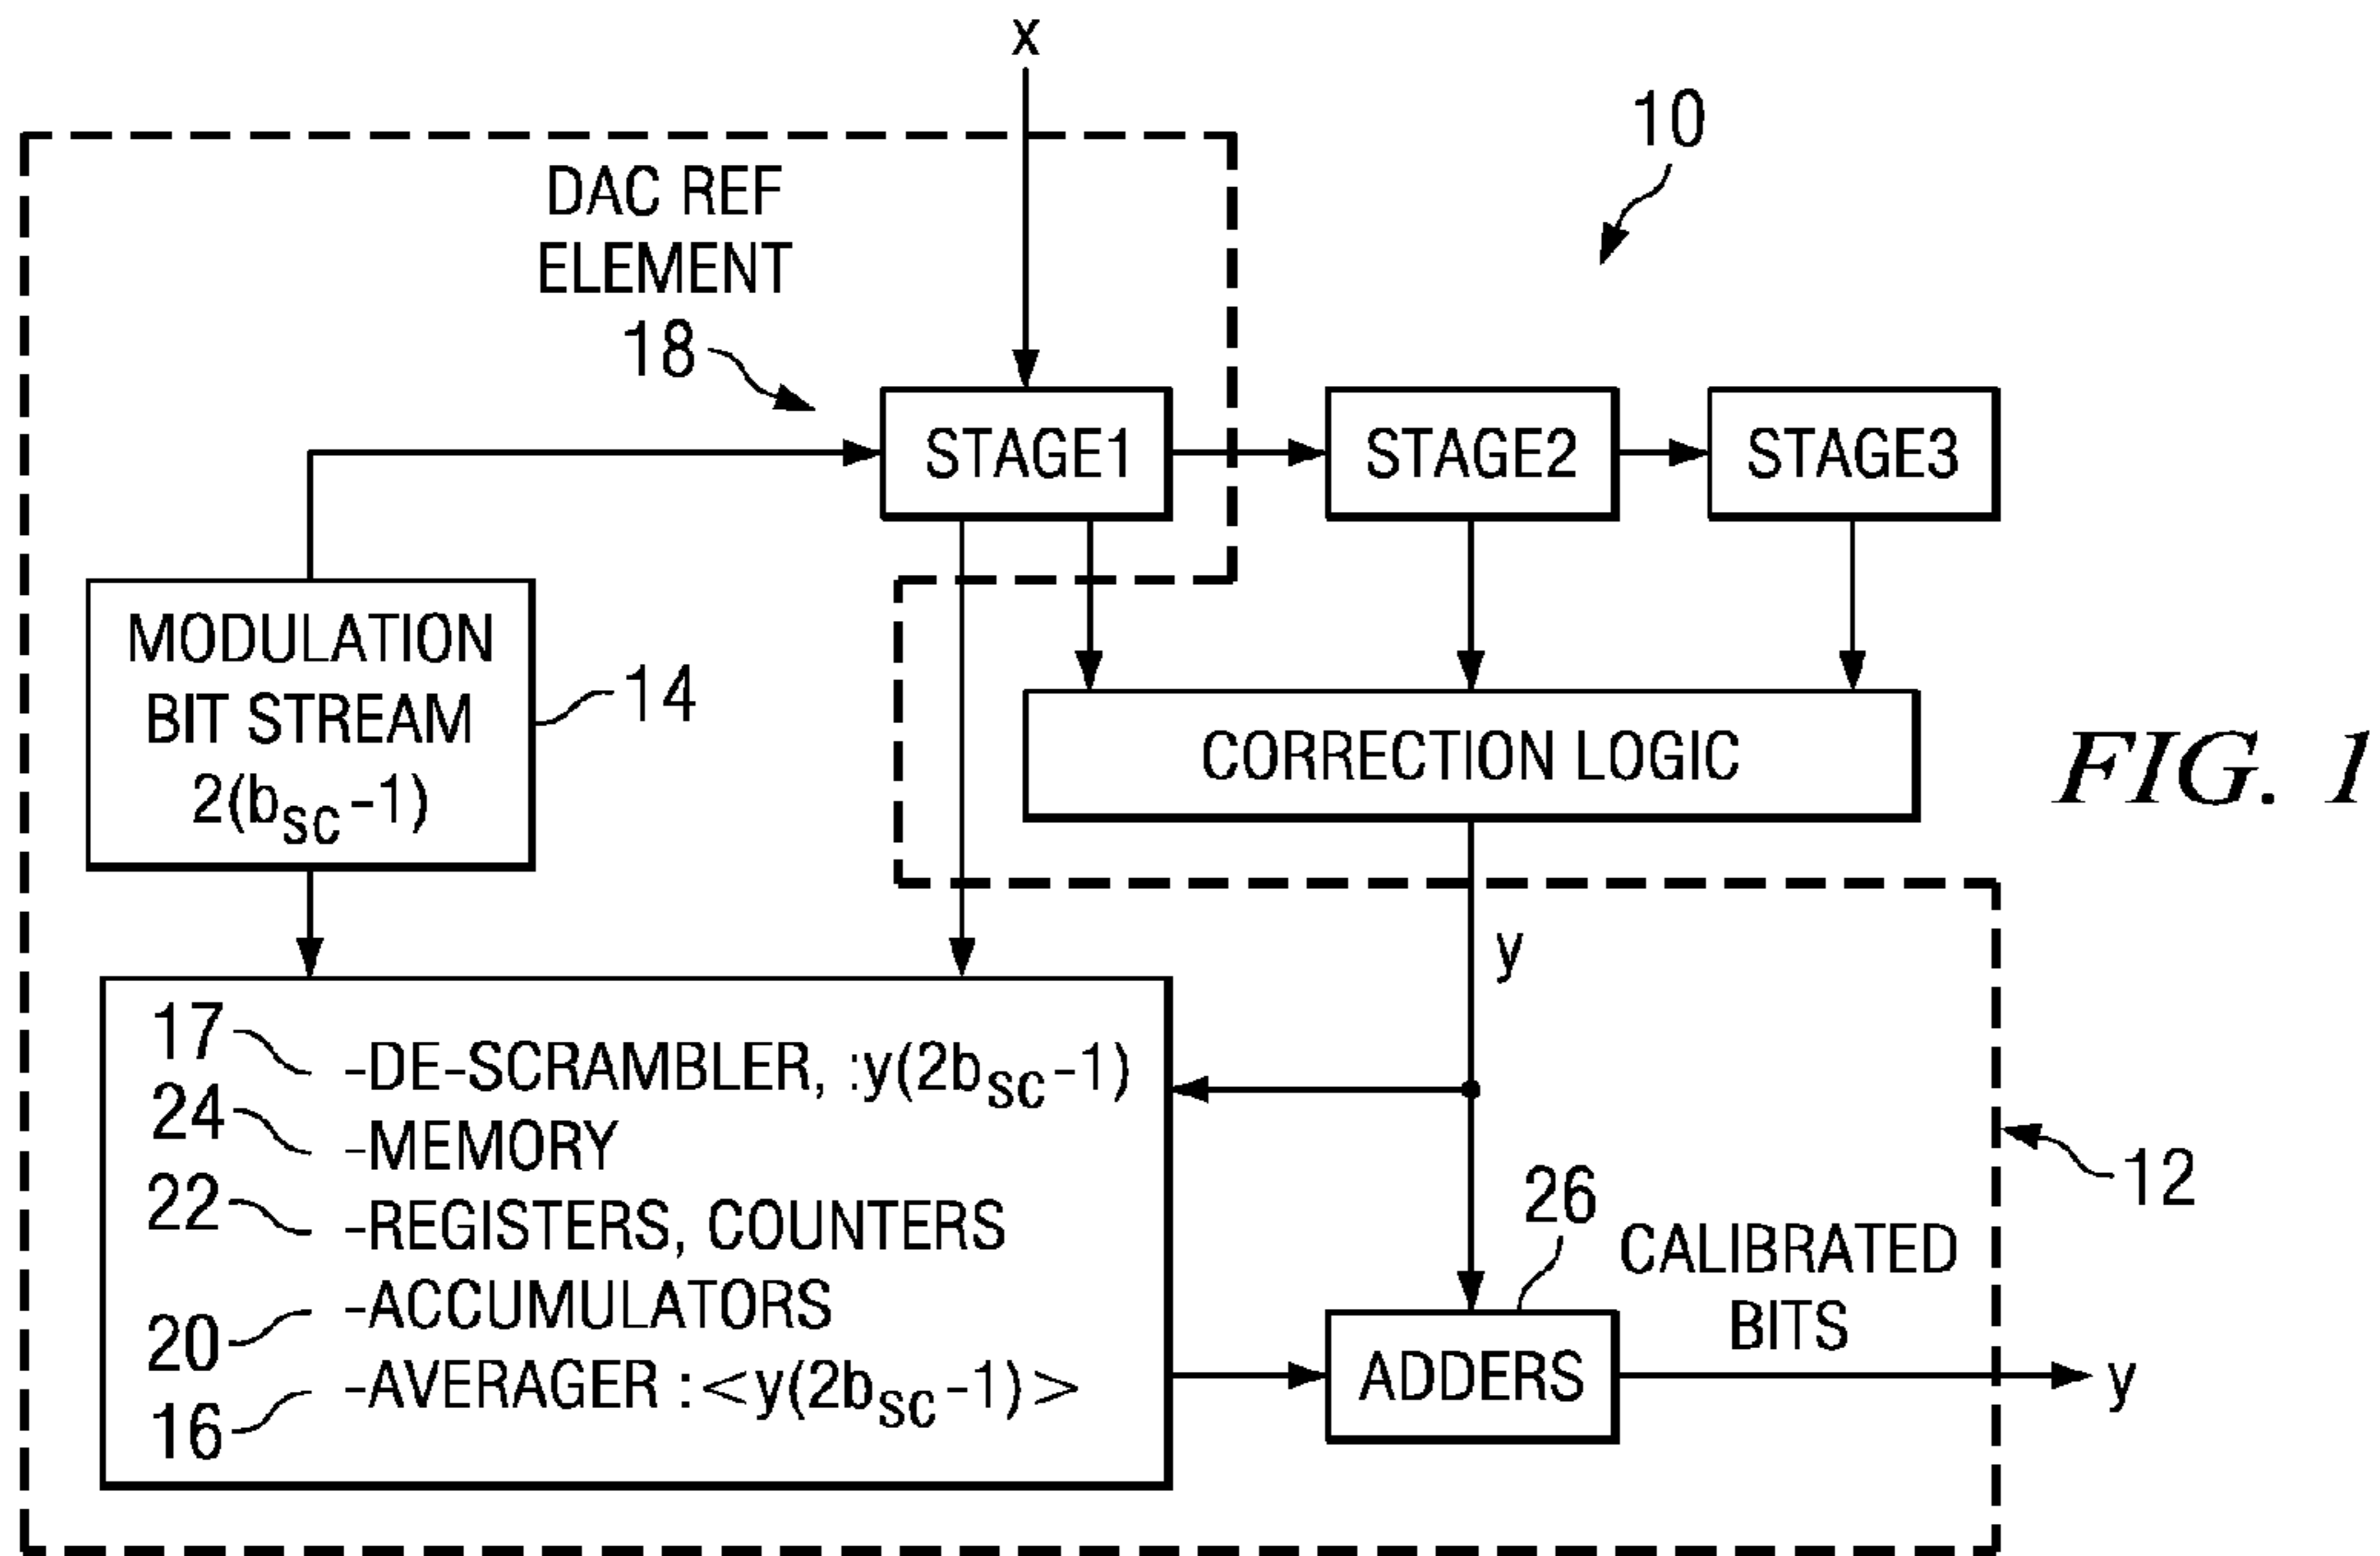 x
10
DAC REF
ELEMENT
18
STAGE1
STAGE2
STAGE3
MODULATION
BIT STREAM
2(bsc-1)
14
CORRECTION LOGIC
FIG. 1
y
17 -DE-SCRAMBLER, :y(2bsc-1)
24 -MEMORY
22 -REGISTERS, COUNTERS
20 -ACCUMULATORS
16 -AVERAGER :<y(2bsc-1)>
12
26
CALIBRATED
BITS
ADDERS
y